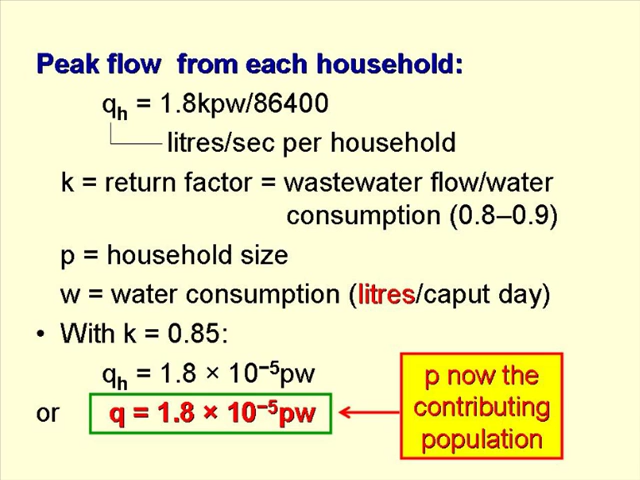 Peak flow from each household:
qh = 1.8kpw/86400
litres/sec per household
k = return factor = wastewater flow/water
consumption (0.8–0.9)
p = household size
w = water consumption (litres/caput day)
• With k = 0.85:
qh = 1.8 × 10−5pw
or q = 1.8 × 10−5pw
p now the
contributing
population